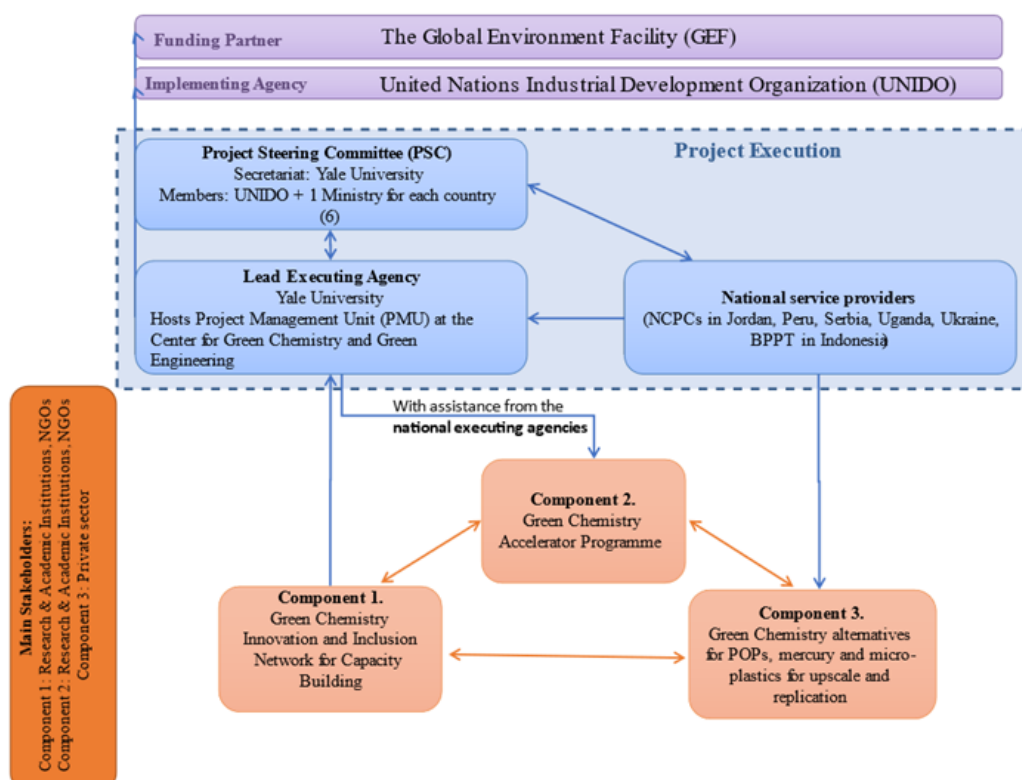 Funding Partner The Global Environment Facility (GEF)
Implementing Agency United Nations Industrial Development Organization (UNIDO)
Project Execution
Project Steering Committee (PSC)
Secretariat: Yale University
Members: UNIDO + 1 Ministry for each country
(6)
Lead Executing Agency
Yale University
Hosts Project Management Unit (PMU) at the
Center for Green Chemistry and Green
Engineering
National service providers
(NCPCs in Jordan, Peru, Serbia, Uganda, Ukraine,
BPPT in Indonesia)
With assistance from the
national executing agencies
Main Stakeholders:
Component 1: Research & Academic Institutions, NGOs
Component 2: Research & Academic Institutions, NGOs
Component 3: Private sector
Component 2.
Green Chemistry
Accelerator Programme
Component 1.
Green Chemistry
Innovation and Inclusion
Network for Capacity
Building
Component 3.
Green Chemistry alternatives
for POPs, mercury and micro-
plastics for upscale and
replication